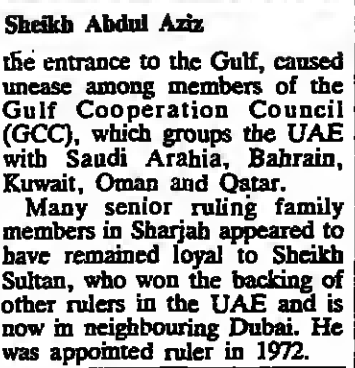 Sheikh Abdul Aziz
the entrance to the Gulf, caused
unease among members of the
Gulf Cooperation Council
(GCC), which groups the UAE
with Saudi Arahia, Bahrain,
Kuwait, Oman and Qatar.
Many senior ruling family
members in Sharjah appeared to
have remained loyal to Sheikh
Sultan, who won the backing of
other rulers in the UAE and is
now in neighbouring Dubai. He
was appointed ruler in 1972.